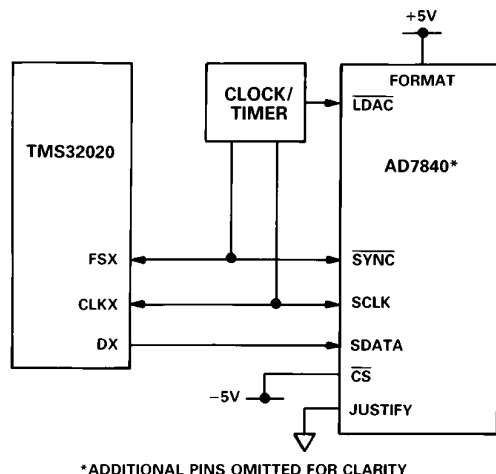 +5V
FORMAT
CLOCK/
TIMER
LDAC
TMS32020
AD7840*
FSX
SYNC
CLKX
SCLK
DX
SDATA
CS
−5V
JUSTIFY
*ADDITIONAL PINS OMITTED FOR CLARITY